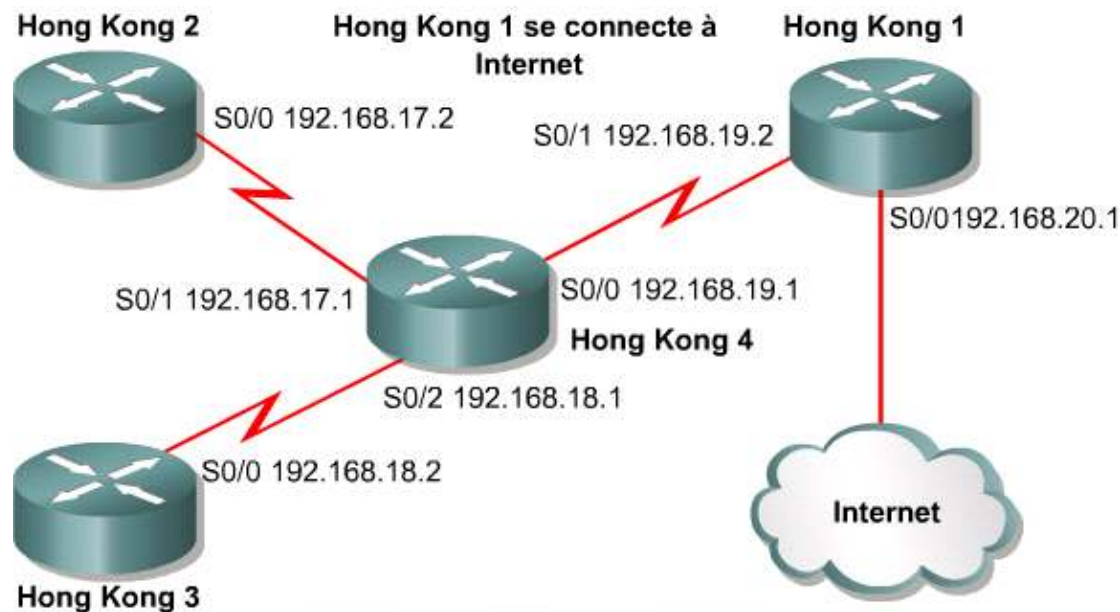 Hong Kong 2
Hong Kong 1 se connecte à
Internet
Hong Kong 1
S0/0 192.168.17.2
S0/1 192.168.19.2
S0/0192.168.20.1
S0/1 192.168.17.1
S0/0 192.168.19.1
Hong Kong 4
S0/2 192.168.18.1
S0/0 192.168.18.2
Internet
Hong Kong 3